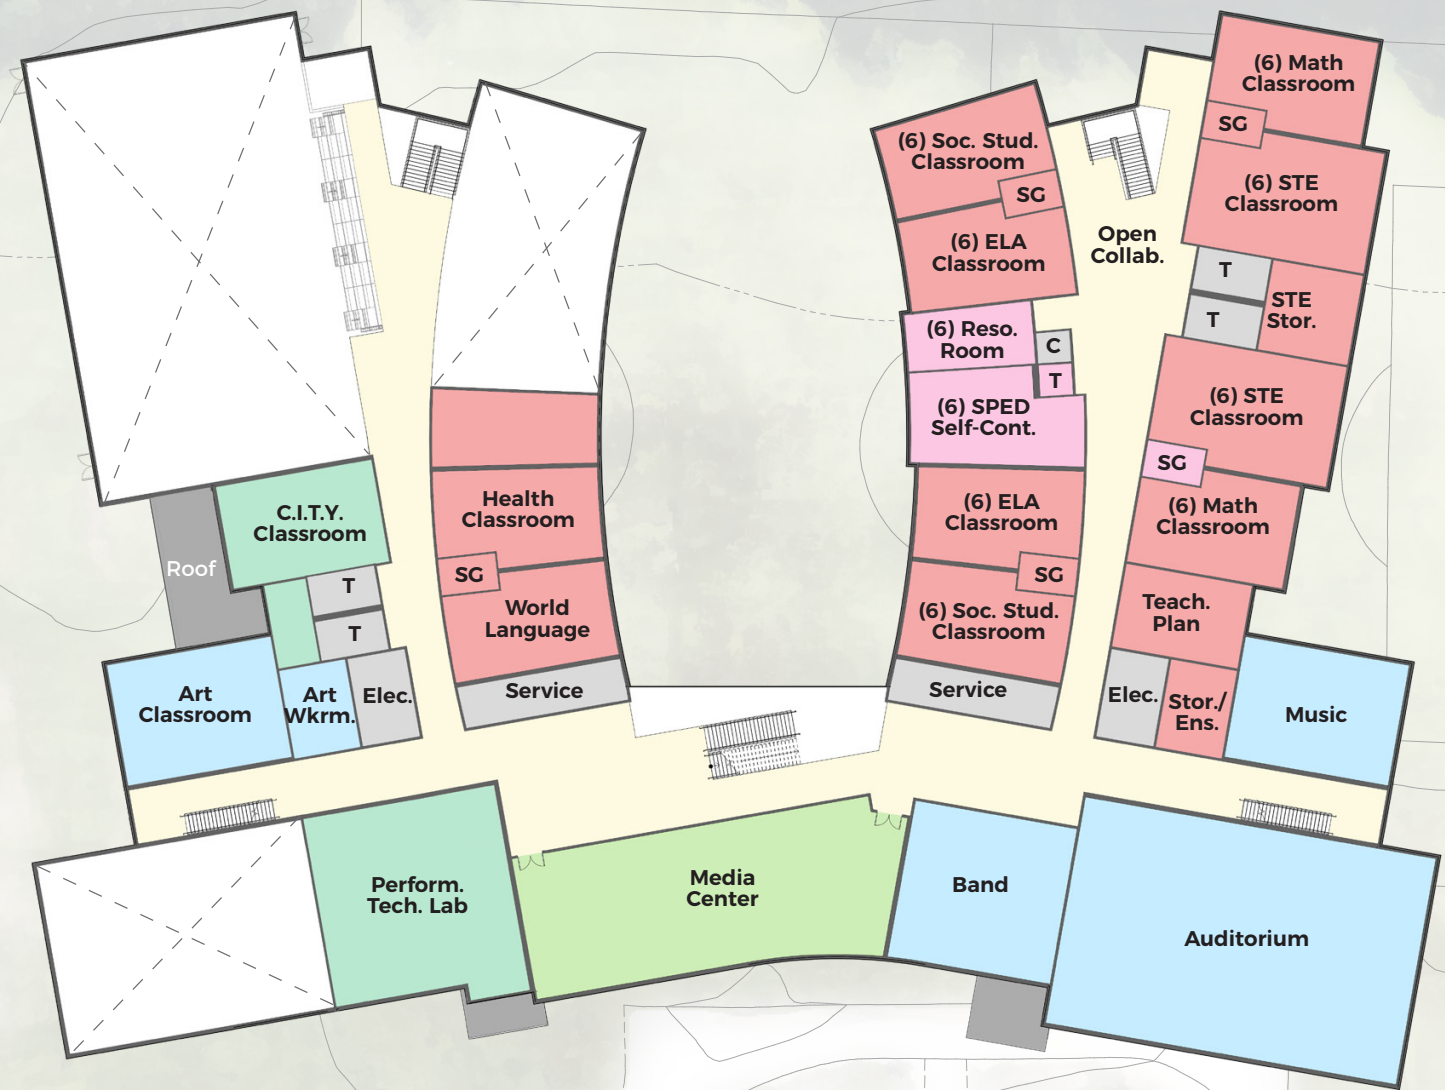 (6) Math
Classroom
SG
(6) STE
Classroom
T
T
STE
Stor.
(6) STE
Classroom
SG
(6) Math
Classroom
Teach.
Plan
Elec.
Stor./
Ens.
Music
(6) Soc. Stud.
Classroom
SG
(6) ELA
Classroom
Open
Collab.
(6) Reso.
Room
C
T
(6) SPED
Self-Cont.
(6) ELA
Classroom
SG
(6) Soc. Stud.
Classroom
Service
Health
Classroom
SG
World
Language
Service
C.I.T.Y.
Classroom
Roof
T
T
Art
Classroom
Art
Wkrm.
Elec.
Perform.
Tech. Lab
Media
Center
Band
Auditorium